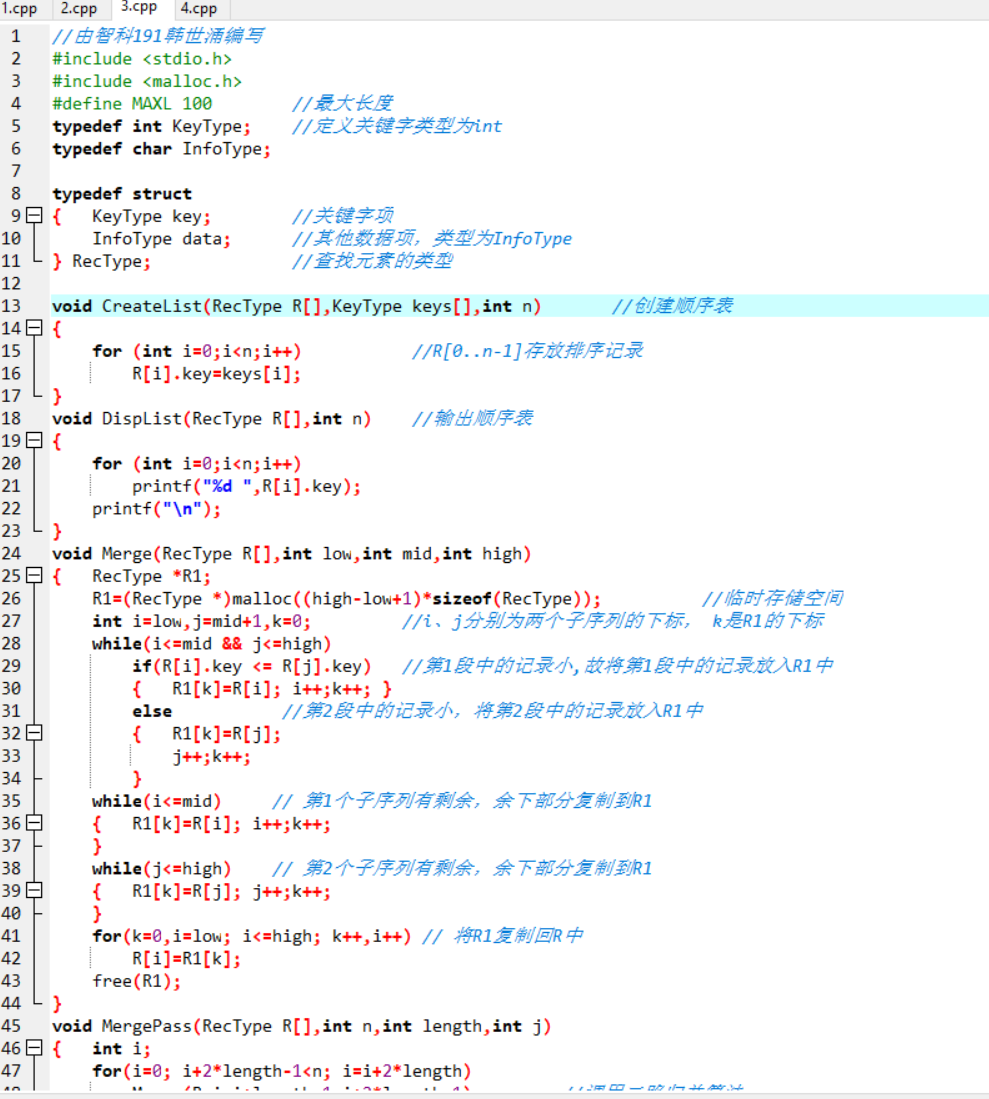 1.cpp 2.cpp 3.cpp 4.cpp
1 //由智科191韩世涌编写
2 #include <stdio.h>
3 #include <malloc.h>
4 #define MAXL 100 //最大长度
5 typedef int KeyType; //定义关键字类型为int
6 typedef char InfoType;
7
8 typedef struct
9 { KeyType key; //关键字项
10 InfoType data; //其他数据项，类型为InfoType
11 } RecType; //查找元素的类型
12
13 void CreateList(RecType R[],KeyType keys[],int n) //创建顺序表
14 {
15 for (int i=0;i<n;i++) //R[0..n-1]存放排序记录
16 R[i].key=keys[i];
17 }
18 void DispList(RecType R[],int n) //输出顺序表
19 {
20 for (int i=0;i<n;i++)
21 printf("%d ",R[i].key);
22 printf("\n");
23 }
24 void Merge(RecType R[],int low,int mid,int high)
25 { RecType *R1;
26 R1=(RecType *)malloc((high-low+1)*sizeof(RecType)); //临时存储空间
27 int i=low,j=mid+1,k=0; //i、j分别为两个子序列的下标， k是R1的下标
28 while(i<=mid && j<=high)
29 if(R[i].key <= R[j].key) //第1段中的记录小,故将第1段中的记录放入R1中
30 { R1[k]=R[i]; i++;k++; }
31 else //第2段中的记录小，将第2段中的记录放入R1中
32 { R1[k]=R[j];
33 j++;k++;
34 }
35 while(i<=mid) // 第1个子序列有剩余，余下部分复制到R1
36 { R1[k]=R[i]; i++;k++;
37 }
38 while(j<=high) // 第2个子序列有剩余，余下部分复制到R1
39 { R1[k]=R[j]; j++;k++;
40 }
41 for(k=0,i=low; i<=high; k++,i++) // 将R1复制回R中
42 R[i]=R1[k];
43 free(R1);
44 }
45 void MergePass(RecType R[],int n,int length,int j)
46 { int i;
47 for(i=0; i+2*length-1<n; i=i+2*length)